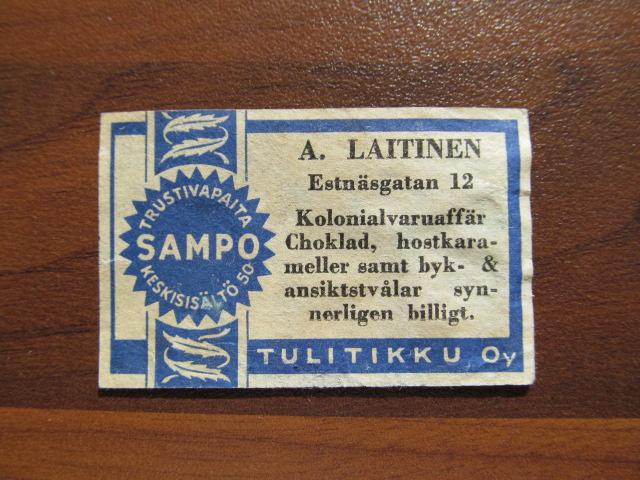 TRUSTIVAPAITA
SAMPO
KESKISISÄLTÖ 50
A. LAITINEN
Estnäsgatan 12
Kolonialvaruaffär
Choklad, hostkara-
meller samt byk- &
ansiktstvålar syn-
nerligen billigt.
TULITIKKU Oy